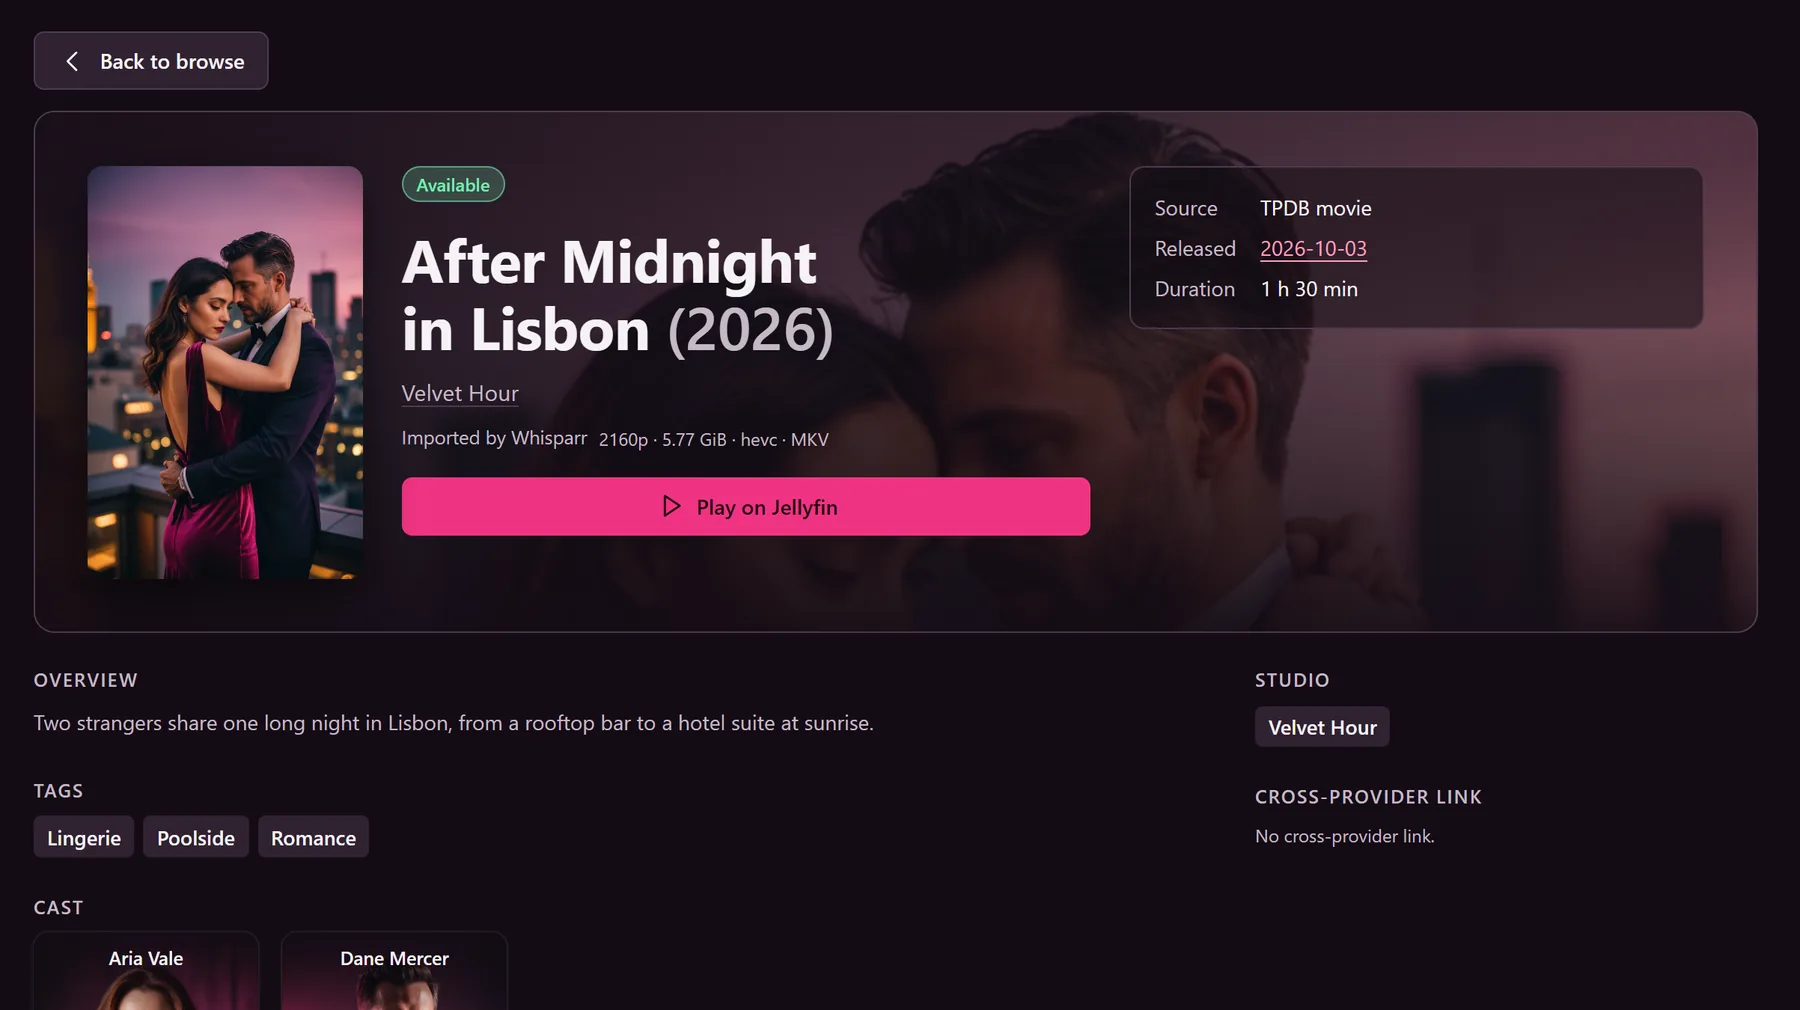 Back to browse
Available
After Midnight
in Lisbon (2026)
Velvet Hour
Imported by Whisparr 2160p · 5.77 GiB · hevc · MKV
Play on Jellyfin
Source TPDB movie
Released 2026-10-03
Duration 1 h 30 min
OVERVIEW
Two strangers share one long night in Lisbon, from a rooftop bar to a hotel suite at sunrise.
TAGS
Lingerie Poolside Romance
CAST
Aria Vale Dane Mercer
STUDIO
Velvet Hour
CROSS-PROVIDER LINK
No cross-provider link.